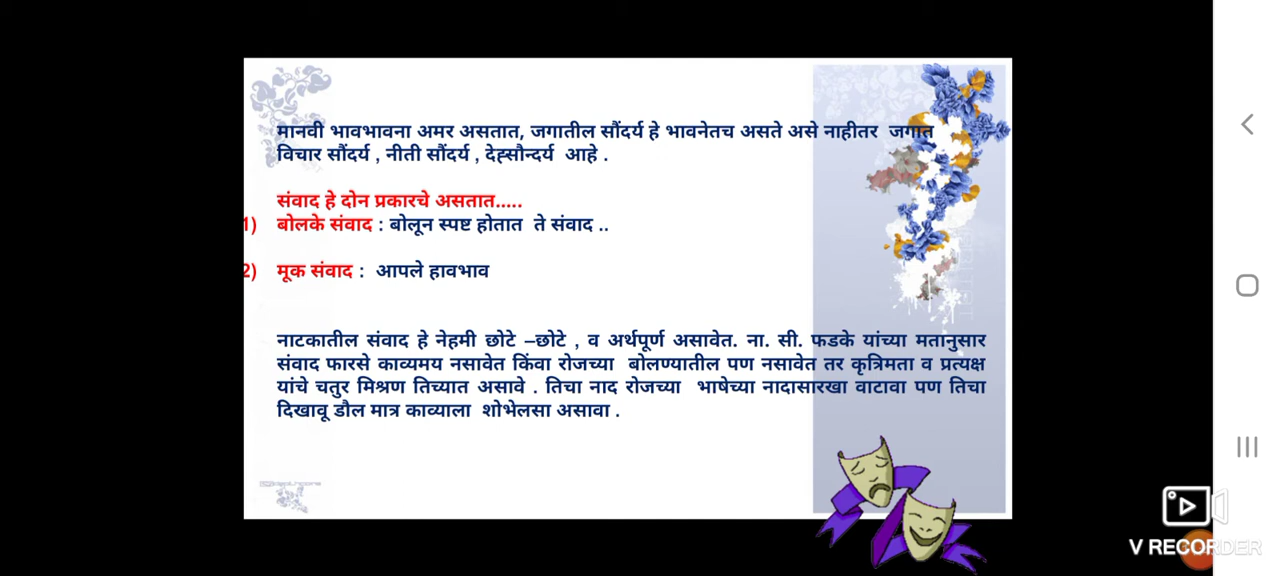 मानवी भावभावना अमर असतात, जगातील सौंदर्य हे भावनेतच असते असे नाहीतर जगात
विचार सौंदर्य , नीती सौंदर्य , देह्सौन्दर्य आहे .
संवाद हे दोन प्रकारचे असतात.....
1) बोलके संवाद : बोलून स्पष्ट होतात ते संवाद ..
2) मूक संवाद : आपले हावभाव
नाटकातील संवाद हे नेहमी छोटे –छोटे , व अर्थपूर्ण असावेत. ना. सी. फडके यांच्या मतानुसार
संवाद फारसे काव्यमय नसावेत किंवा रोजच्या बोलण्यातील पण नसावेत तर कृत्रिमता व प्रत्यक्ष
यांचे चतुर मिश्रण तिच्यात असावे . तिचा नाद रोजच्या भाषेच्या नादासारखा वाटावा पण तिचा
दिखावू डौल मात्र काव्याला शोभेलसा असावा .
V RECORDER